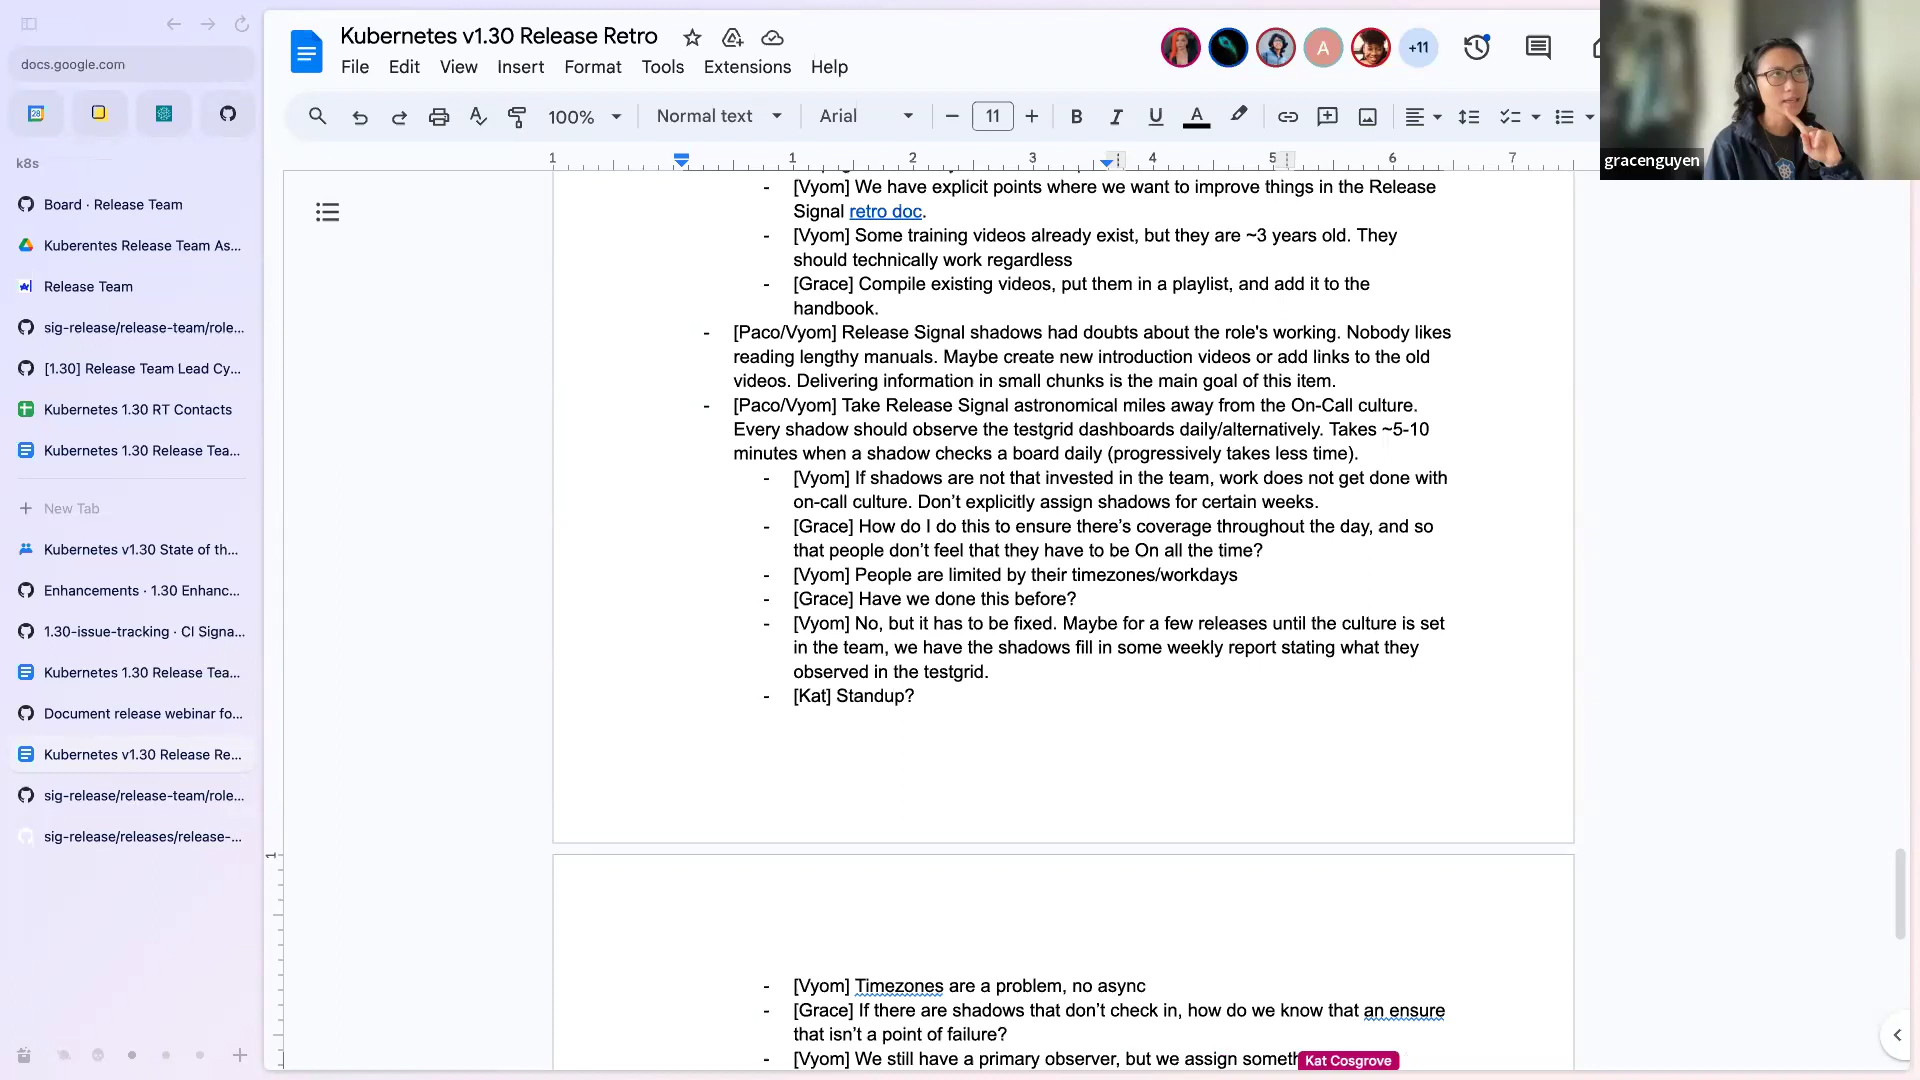 docs.google.com
k8s
Board · Release Team
Kuberentes Release Team As...
Release Team
sig-release/release-team/role...
[1.30] Release Team Lead Cy...
Kubernetes 1.30 RT Contacts
Kubernetes 1.30 Release Tea...
New Tab
Kubernetes v1.30 State of th...
Enhancements · 1.30 Enhanc...
1.30-issue-tracking · CI Signa...
Kubernetes 1.30 Release Tea...
Document release webinar fo...
Kubernetes v1.30 Release Re...
sig-release/release-team/role...
sig-release/releases/release-...
Kubernetes v1.30 Release Retro
File Edit View Insert Format Tools Extensions Help
A
+11
100% Normal text Arial 11 B I U A
gracenguyen
1 1 2 3 4 5 6 7
- [Vyom] We have explicit points where we want to improve things in the Release
Signal retro doc.
- [Vyom] Some training videos already exist, but they are ~3 years old. They
should technically work regardless
- [Grace] Compile existing videos, put them in a playlist, and add it to the
handbook.
- [Paco/Vyom] Release Signal shadows had doubts about the role's working. Nobody likes
reading lengthy manuals. Maybe create new introduction videos or add links to the old
videos. Delivering information in small chunks is the main goal of this item.
- [Paco/Vyom] Take Release Signal astronomical miles away from the On-Call culture.
Every shadow should observe the testgrid dashboards daily/alternatively. Takes ~5-10
minutes when a shadow checks a board daily (progressively takes less time).
- [Vyom] If shadows are not that invested in the team, work does not get done with
on-call culture. Don’t explicitly assign shadows for certain weeks.
- [Grace] How do I do this to ensure there’s coverage throughout the day, and so
that people don’t feel that they have to be On all the time?
- [Vyom] People are limited by their timezones/workdays
- [Grace] Have we done this before?
- [Vyom] No, but it has to be fixed. Maybe for a few releases until the culture is set
in the team, we have the shadows fill in some weekly report stating what they
observed in the testgrid.
- [Kat] Standup?
1
- [Vyom] Timezones are a problem, no async
- [Grace] If there are shadows that don’t check in, how do we know that an ensure
that isn’t a point of failure?
- [Vyom] We still have a primary observer, but we assign someth
Kat Cosgrove